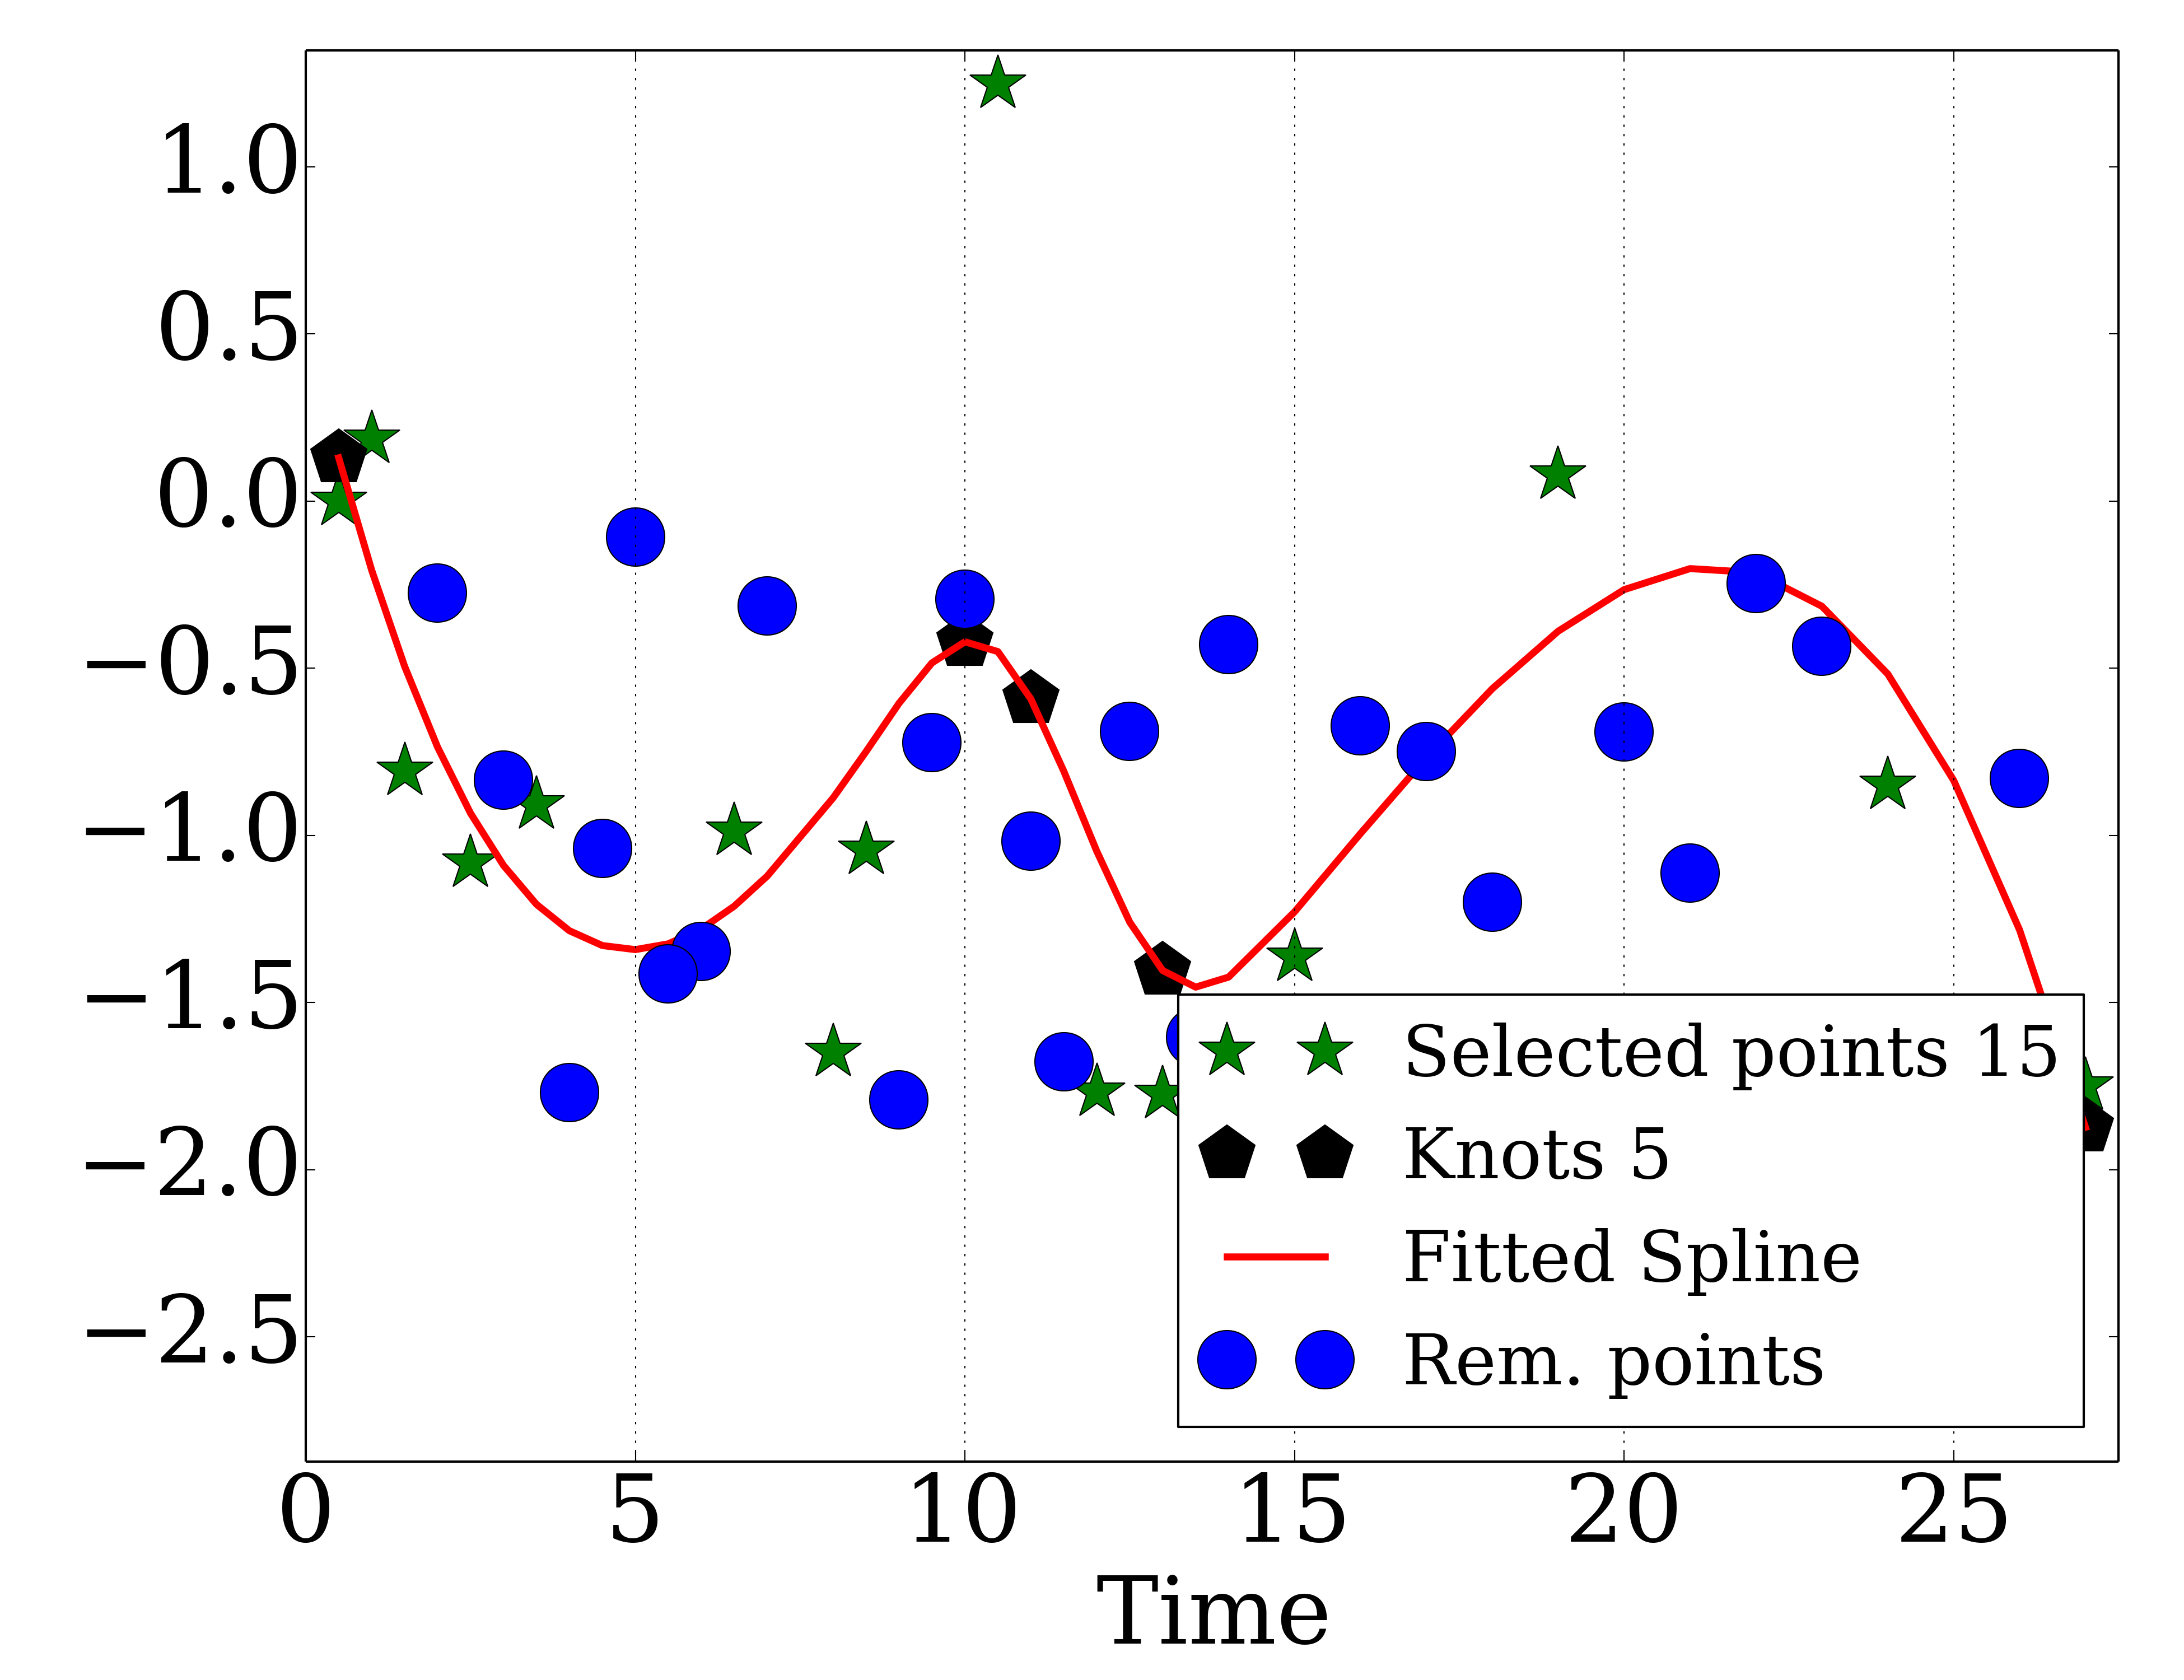 1.0
0.5
0.0
−0.5
−1.0
−1.5
−2.0
−2.5
Selected points 15
Knots 5
Fitted Spline
Rem. points
0 5 10 15 20 25
Time